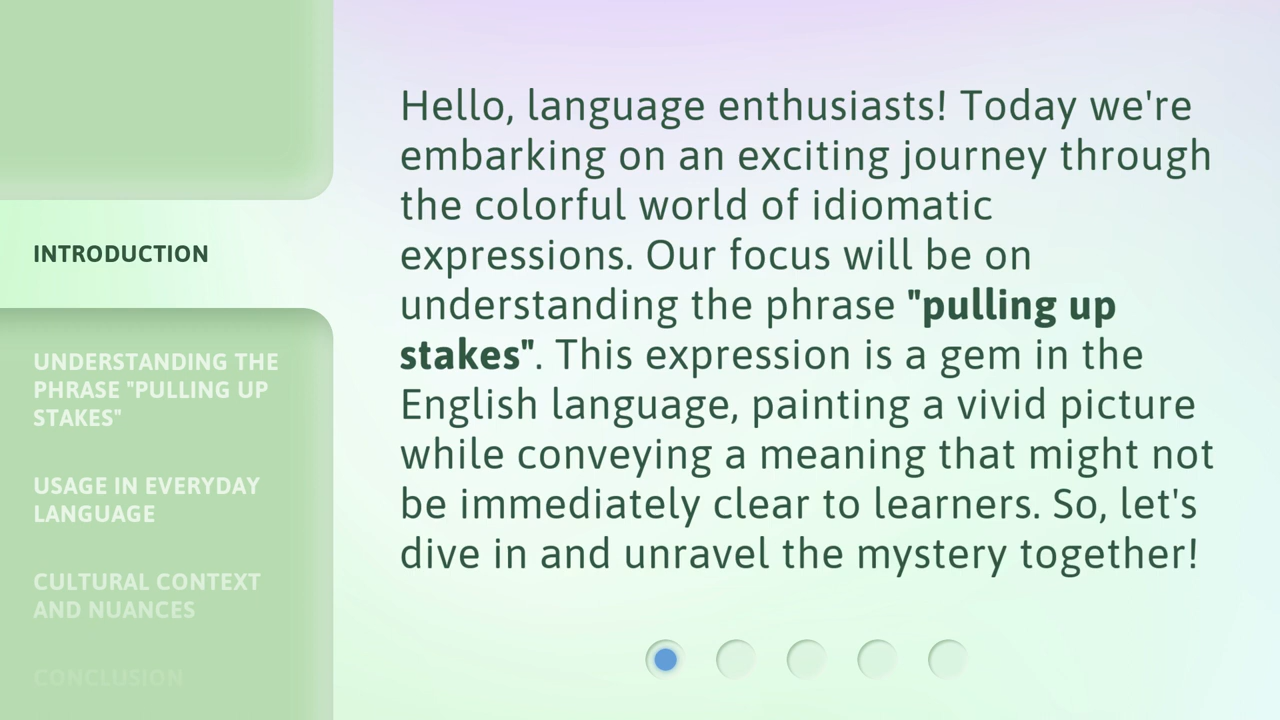 INTRODUCTION
UNDERSTANDING THE
PHRASE "PULLING UP
STAKES"
USAGE IN EVERYDAY
LANGUAGE
CULTURAL CONTEXT
AND NUANCES
CONCLUSION
Hello, language enthusiasts! Today we're
embarking on an exciting journey through
the colorful world of idiomatic
expressions. Our focus will be on
understanding the phrase "pulling up
stakes". This expression is a gem in the
English language, painting a vivid picture
while conveying a meaning that might not
be immediately clear to learners. So, let's
dive in and unravel the mystery together!